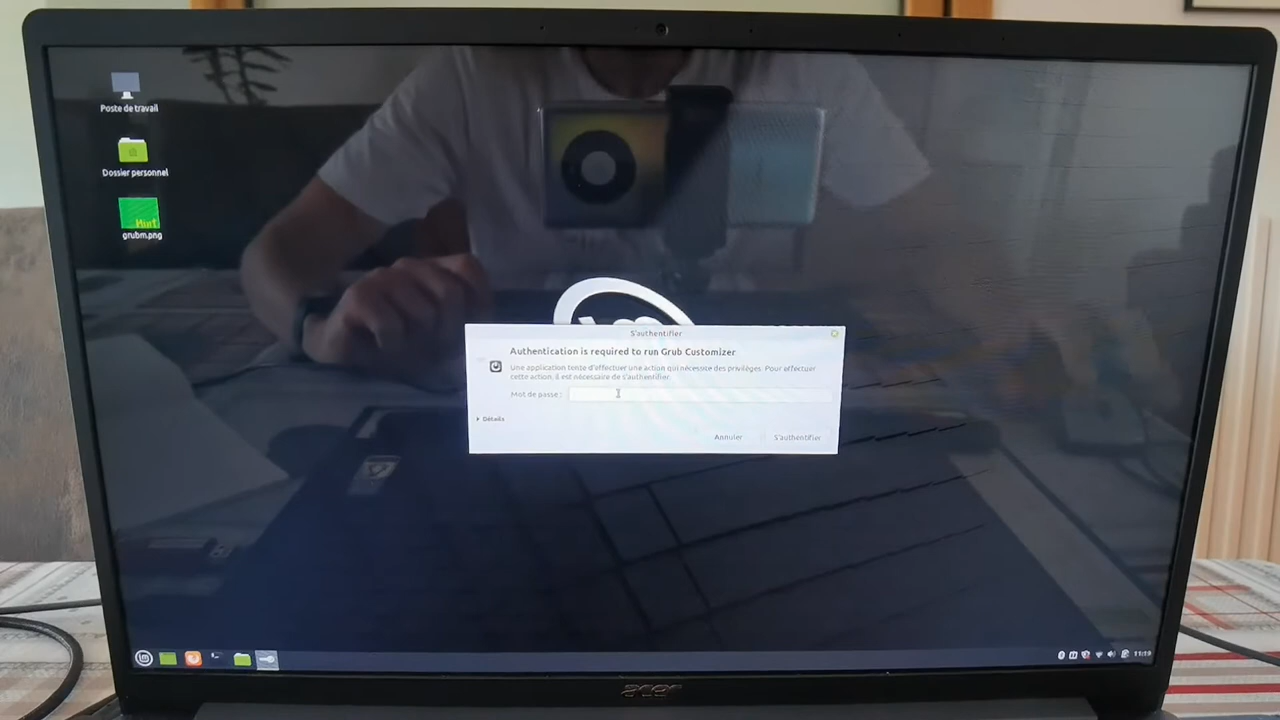 Poste de travail
Dossier personnel
Mint
grubm.png
S'authentifier
Authentication is required to run Grub Customizer
Une application tente d'effectuer une action qui nécessite des privilèges. Pour effectuer
cette action, il est nécessaire de s'authentifier.
Mot de passe :
Détails
Annuler
S'authentifier
11:19
acer